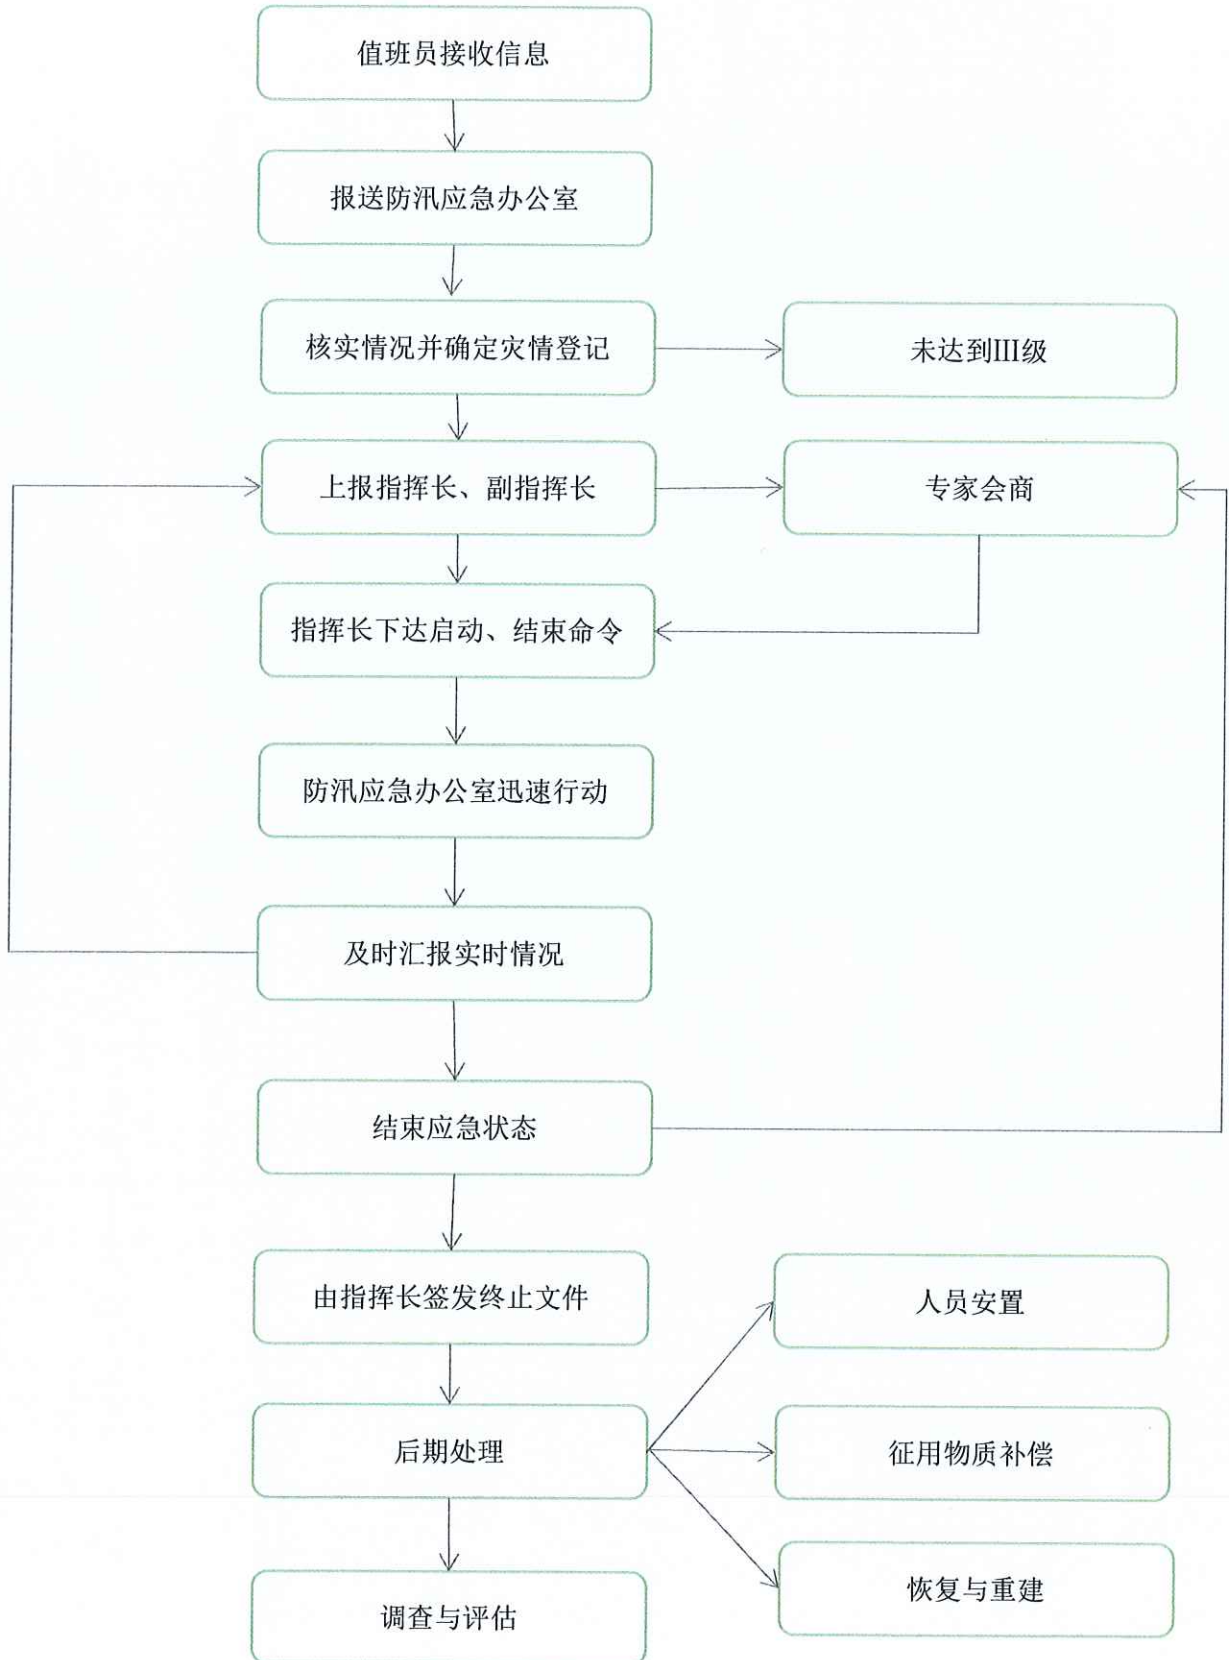 值班员接收信息
报送防汛应急办公室
核实情况并确定灾情登记
未达到III级
上报指挥长、副指挥长
专家会商
指挥长下达启动、结束命令
防汛应急办公室迅速行动
及时汇报实时情况
结束应急状态
由指挥长签发终止文件
人员安置
后期处理
征用物质补偿
恢复与重建
调查与评估